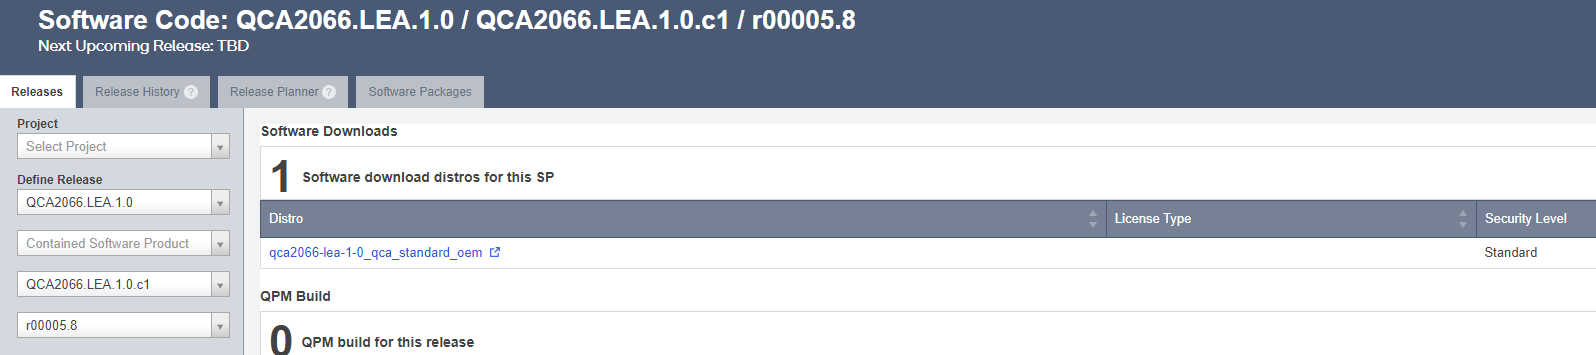 Software Code: QCA2066.LEA.1.0 / QCA2066.LEA.1.0.c1 / r00005.8
Next Upcoming Release: TBD
Releases
Release History ?
Release Planner ?
Software Packages
Project
Select Project
Define Release
QCA2066.LEA.1.0
Contained Software Product
QCA2066.LEA.1.0.c1
r00005.8
Software Downloads
1 Software download distros for this SP
Distro
License Type
Security Level
qca2066-lea-1-0_qca_standard_oem
Standard
QPM Build
0 QPM build for this release